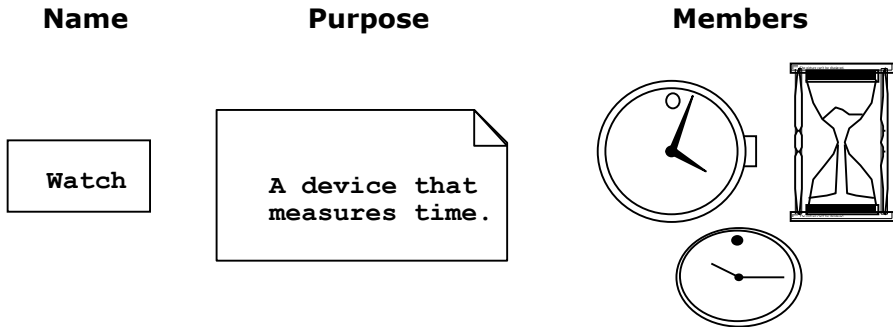 Name
Purpose
Members
Watch
A device that
measures time.